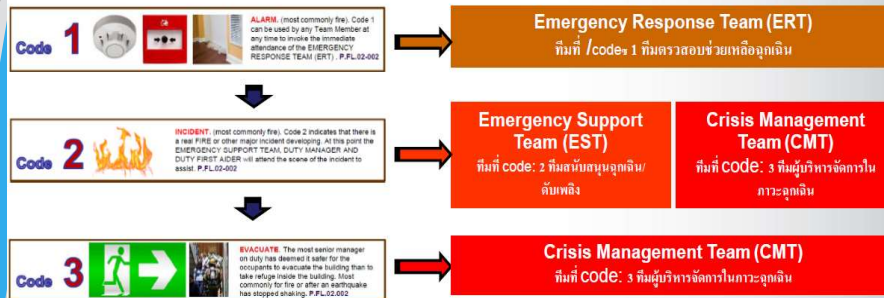 Code 1
ALARM. (most commonly fire). Code 1
can be used by any Team Member at
any time to invoke the immediate
attendance of the EMERGENCY
RESPONSE TEAM (ERT) . P.FL.02-002
Emergency Response Team (ERT)
ทีมที่ /codeร 1 ทีมตรวจสอบช่วยเหลือฉุกเฉิน
Code 2
INCIDENT. (most commonly fire). Code 2 indicates that there is
a real FIRE or other major incident developing. At this point the
EMERGENCY SUPPORT TEAM, DUTY MANAGER AND
DUTY FIRST AIDER will attend the scene of the incident to
assist. P.FL.02-002
Emergency Support
Team (EST)
ทีมที่ code: 2 ทีมสนับสนุนฉุกเฉิน/
ดับเพลิง
Crisis Management
Team (CMT)
ทีมที่ code: 3 ทีมผู้บริหารจัดการใน
ภาวะฉุกเฉิน
Code 3
EVACUATE. The most senior manager
on duty has deemed it safer for the
occupants to evacuate the building than to
take refuge inside the building. Most
commonly for fire or after an earthquake
has stopped shaking. P.FL.02.002
Crisis Management Team (CMT)
ทีมที่ code: 3 ทีมผู้บริหารจัดการในภาวะฉุกเฉิน